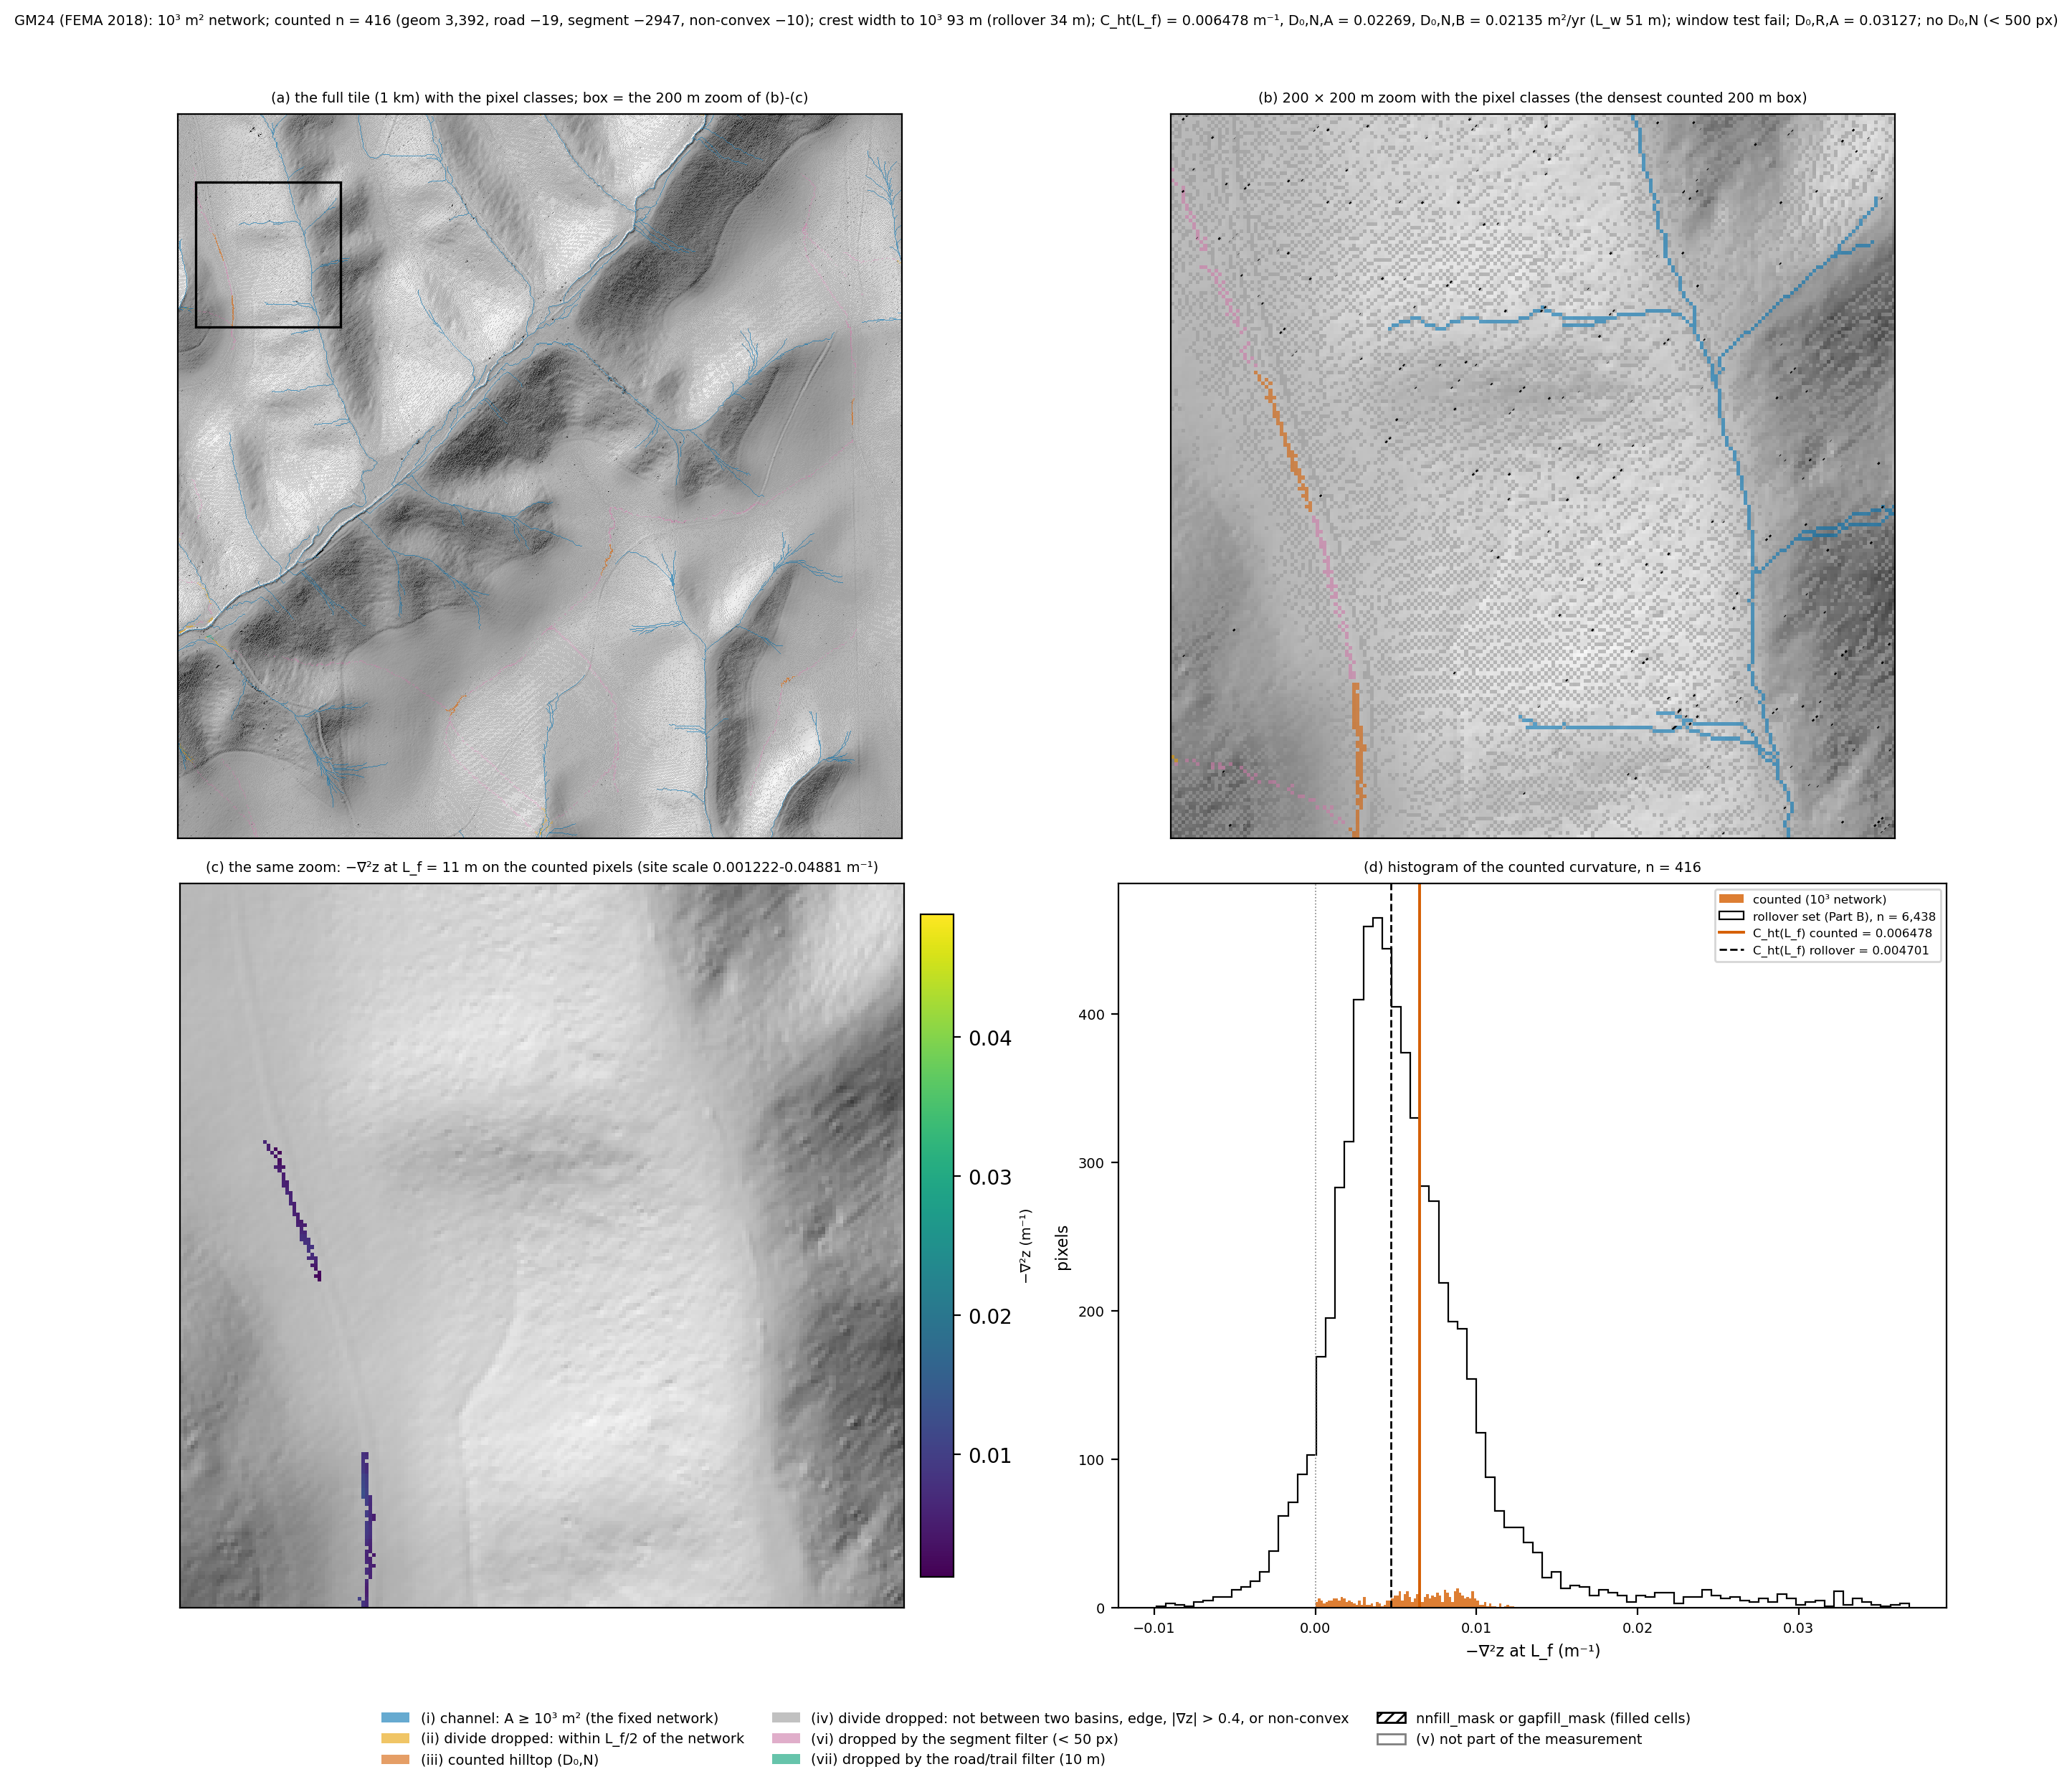 GM24 (FEMA 2018): 10³ m² network; counted n = 416 (geom 3,392, road −19, segment −2947, non-convex −10); crest width to 10³ 93 m (rollover 34 m); C_ht(L_f) = 0.006478 m⁻¹, D₀,N,A = 0.02269, D₀,N,B = 0.02135 m²/yr (L_w 51 m); window test fail; D₀,R,A = 0.03127; no D₀,N (< 500 px)
(a) the full tile (1 km) with the pixel classes; box = the 200 m zoom of (b)-(c)
(b) 200 × 200 m zoom with the pixel classes (the densest counted 200 m box)
(c) the same zoom: −∇²z at L_f = 11 m on the counted pixels (site scale 0.001222-0.04881 m⁻¹)
0.04
0.03
0.02
0.01
−∇²z (m⁻¹)
(d) histogram of the counted curvature, n = 416
counted (10³ network)
rollover set (Part B), n = 6,438
C_ht(L_f) counted = 0.006478
C_ht(L_f) rollover = 0.004701
pixels
400
300
200
100
0
−0.01
0.00
0.01
0.02
0.03
−∇²z at L_f (m⁻¹)
(i) channel: A ≥ 10³ m² (the fixed network)
(ii) divide dropped: within L_f/2 of the network
(iii) counted hilltop (D₀,N)
(iv) divide dropped: not between two basins, edge, |∇z| > 0.4, or non-convex
(vi) dropped by the segment filter (< 50 px)
(vii) dropped by the road/trail filter (10 m)
nnfill_mask or gapfill_mask (filled cells)
(v) not part of the measurement